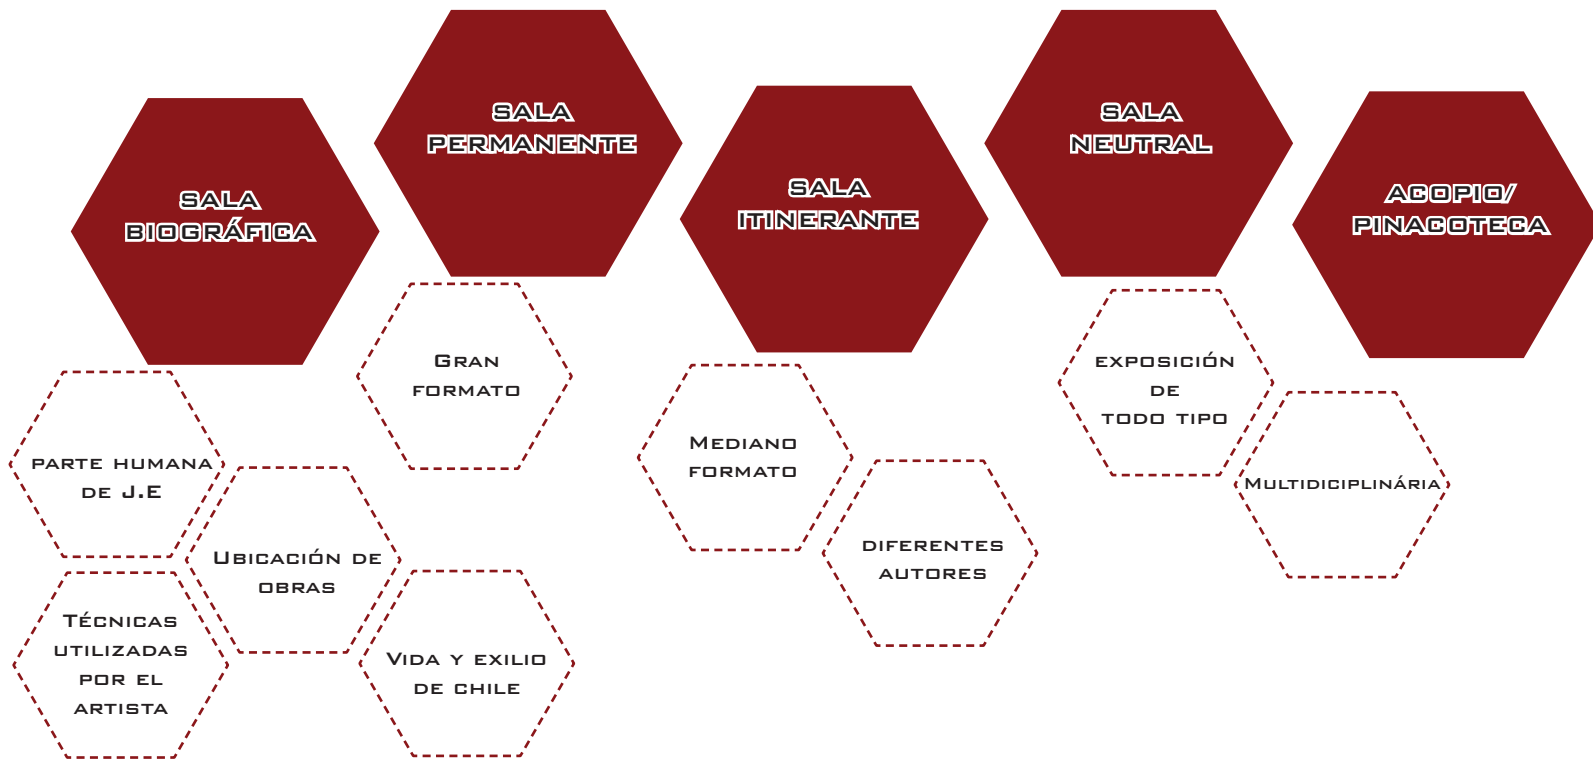 SALA
BIOGRÁFICA
SALA
PERMANENTE
SALA
ITINERANTE
SALA
NEUTRAL
ACOPIO/
PINACOTECA
PARTE HUMANA
DE J.E
UBICACIÓN DE
OBRAS
TÉCNICAS
UTILIZADAS
POR EL
ARTISTA
VIDA Y EXILIO
DE CHILE
GRAN
FORMATO
MEDIANO
FORMATO
DIFERENTES
AUTORES
EXPOSICIÓN
DE
TODO TIPO
MULTIDICIPLINÁRIA